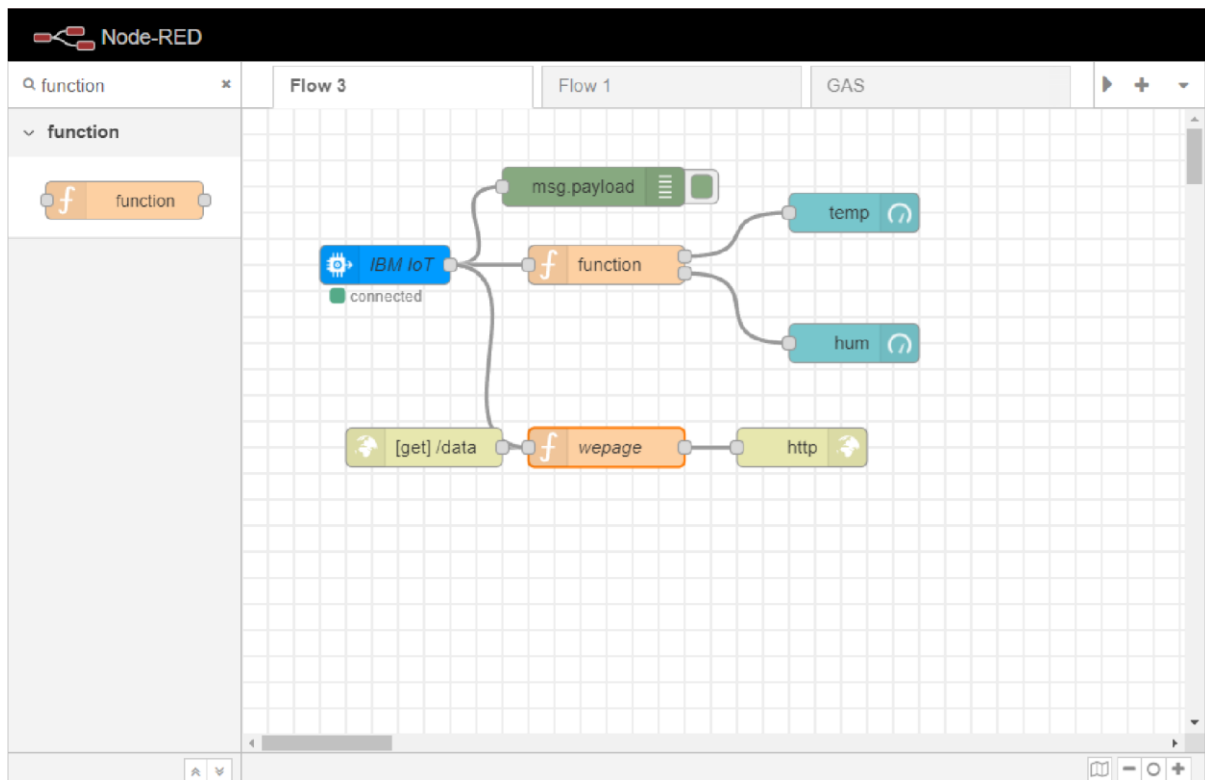 Node-RED
function
Flow 3
Flow 1
GAS
function
function
msg.payload
temp
IBM IoT
function
connected
hum
[get] /data
wepage
http